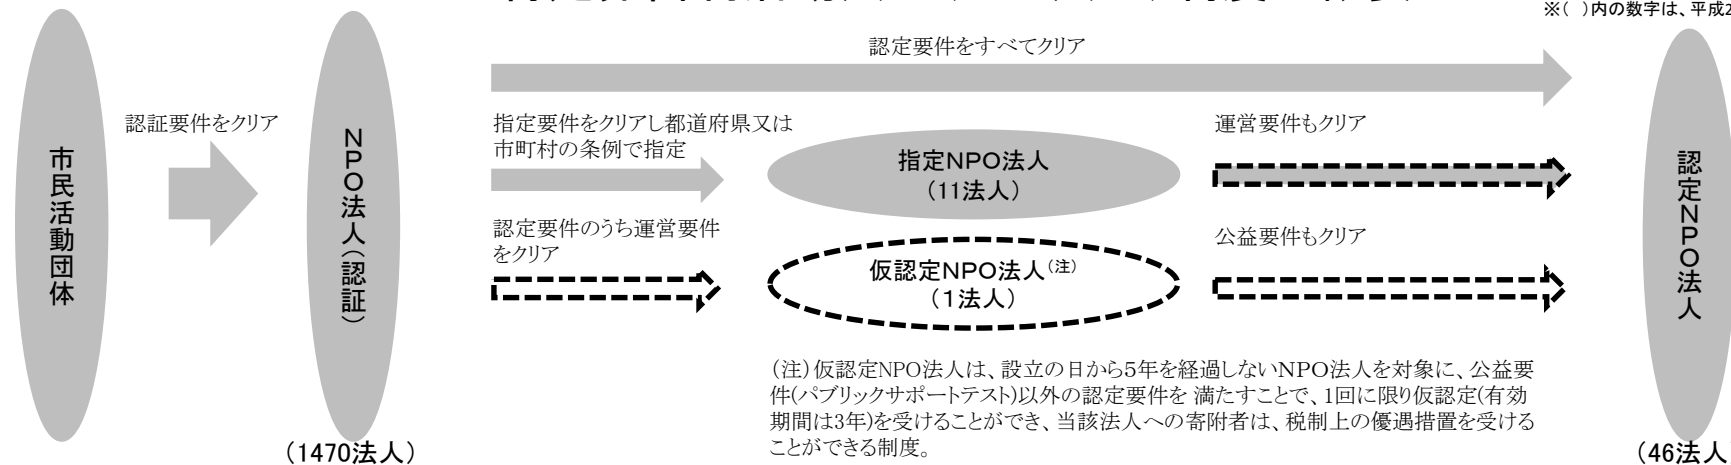 ※(　)内の数字は、平成2
認定要件をすべてクリア
認証要件をクリア
指定要件をクリアし都道府県又は
市町村の条例で指定
運営要件もクリア
市民活動団体
NPO法人(認証)
指定NPO法人
(11法人)
認定NPO法人
認定要件のうち運営要件
をクリア
公益要件もクリア
仮認定NPO法人(注)
(1法人)
(注)仮認定NPO法人は、設立の日から5年を経過しないNPO法人を対象に、公益要
件(パブリックサポートテスト)以外の認定要件を 満たすことで、1回に限り仮認定(有効
期間は3年)を受けることができ、当該法人への寄附者は、税制上の優遇措置を受ける
ことができる制度。
(1470法人)
(46法人